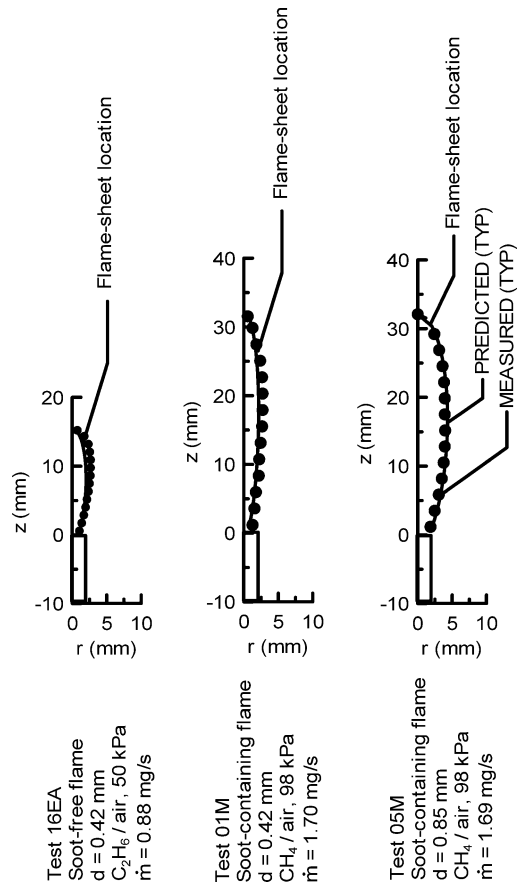 Flame-sheet location
20
10
0
-10
z (mm)
0 5 10
r (mm)
Test 16EA
Soot-free flame
d = 0.42 mm
C₂H₆ / air, 50 kPa
ṁ = 0.88 mg/s
Flame-sheet location
40
30
20
10
0
-10
z (mm)
0 5 10
r (mm)
Test 01M
Soot-containing flame
d = 0.42 mm
CH₄ / air, 98 kPa
ṁ = 1.70 mg/s
Flame-sheet location
PREDICTED (TYP)
MEASURED (TYP)
40
30
20
10
0
-10
z (mm)
0 5 10
r (mm)
Test 05M
Soot-containing flame
d = 0.85 mm
CH₄ / air, 98 kPa
ṁ = 1.69 mg/s